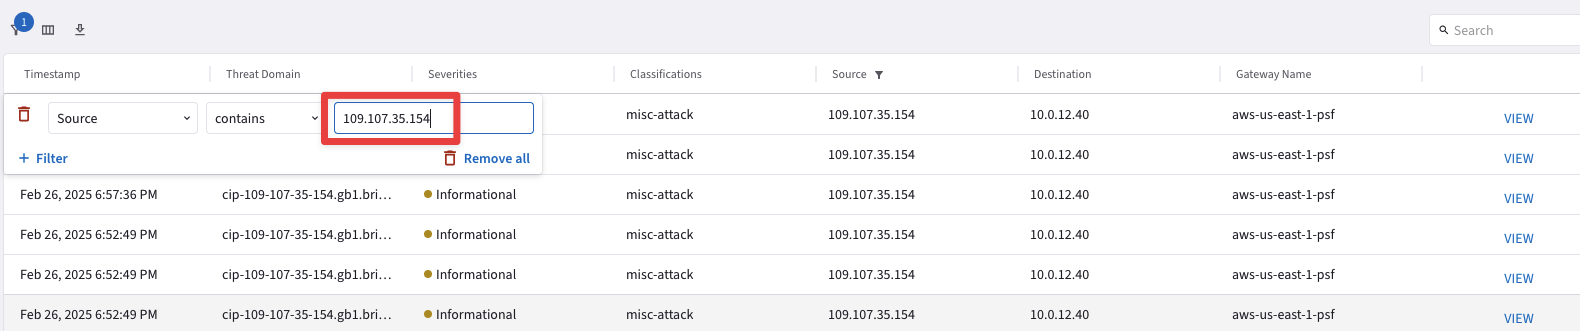 1
Search
Timestamp Threat Domain Severities Classifications Source Destination Gateway Name
Source contains 109.107.35.154 misc-attack 109.107.35.154 10.0.12.40 aws-us-east-1-psf VIEW
+ Filter Remove all misc-attack 109.107.35.154 10.0.12.40 aws-us-east-1-psf VIEW
Feb 26, 2025 6:57:36 PM cip-109-107-35-154.gb1.bri... Informational misc-attack 109.107.35.154 10.0.12.40 aws-us-east-1-psf VIEW
Feb 26, 2025 6:52:49 PM cip-109-107-35-154.gb1.bri... Informational misc-attack 109.107.35.154 10.0.12.40 aws-us-east-1-psf VIEW
Feb 26, 2025 6:52:49 PM cip-109-107-35-154.gb1.bri... Informational misc-attack 109.107.35.154 10.0.12.40 aws-us-east-1-psf VIEW
Feb 26, 2025 6:52:49 PM cip-109-107-35-154.gb1.bri... Informational misc-attack 109.107.35.154 10.0.12.40 aws-us-east-1-psf VIEW